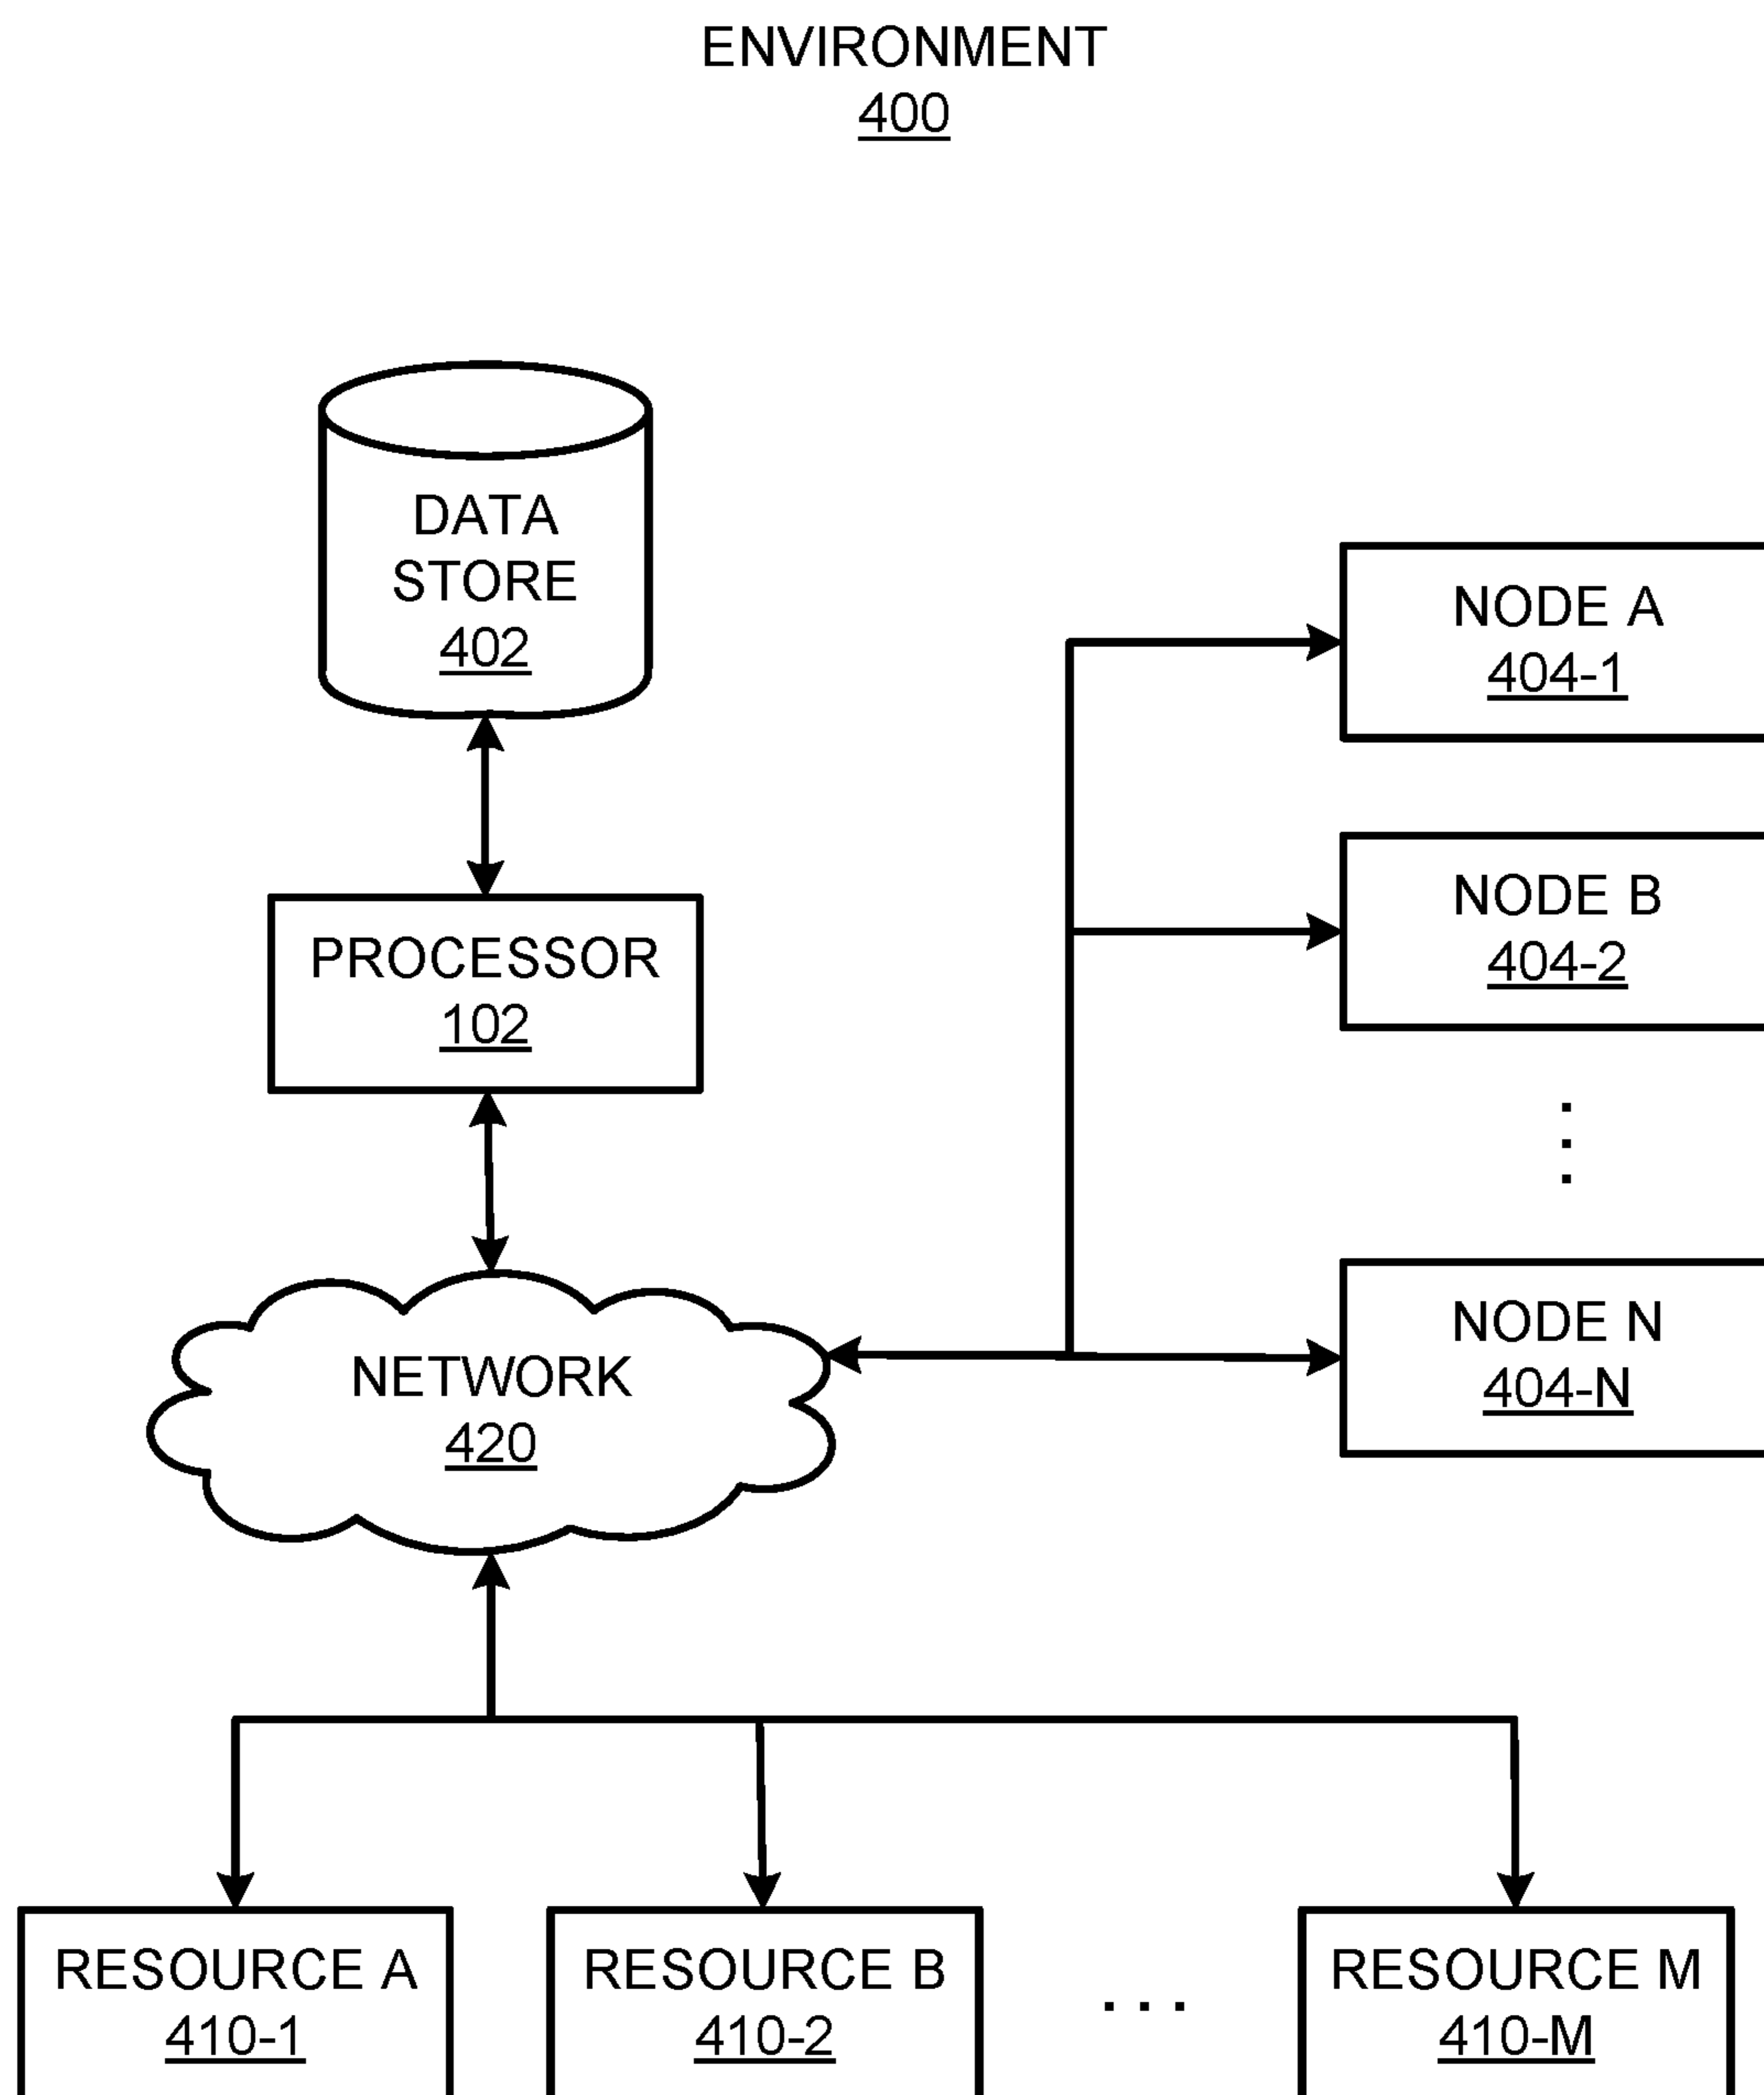 ENVIRONMENT
400
DATA
STORE
402
NODE A
404-1
NODE B
404-2
PROCESSOR
102
NODE N
404-N
NETWORK
420
RESOURCE A
410-1
RESOURCE B
410-2
. . .
RESOURCE M
410-M